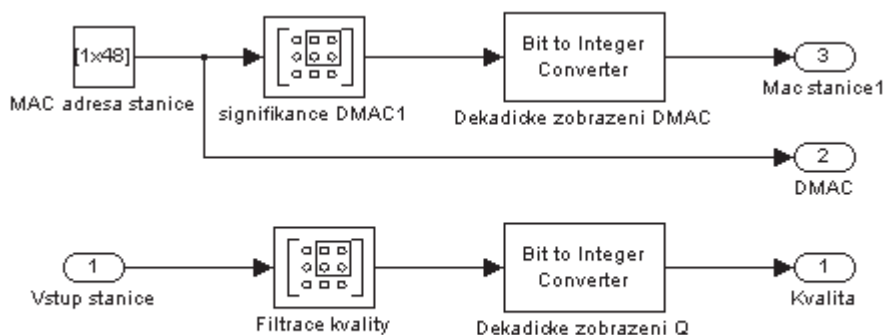 [1x48]
MAC adresa stanice
signifikance DMAC1
Bit to Integer
Converter
Dekadicke zobrazeni DMAC
3
Mac stanice1
2
DMAC
1
Vstup stanice
Filtrace kvality
Bit to Integer
Converter
Dekadicke zobrazeni Q
1
Kvalita